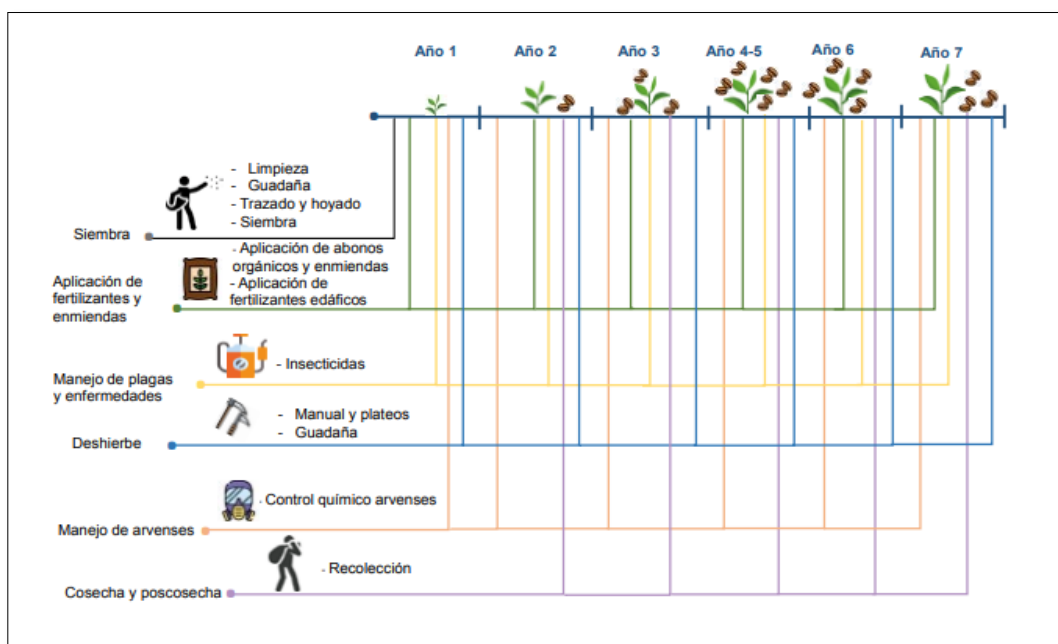 Año 1
Año 2
Año 3
Año 4-5
Año 6
Año 7
- Limpieza
- Guadaña
- Trazado y hoyado
- Siembra
Siembra
- Aplicación de abonos
orgánicos y enmiendas
- Aplicación de
fertilizantes edáficos
Aplicación de
fertilizantes y
enmiendas
- Insecticidas
Manejo de plagas
y enfermedades
- Manual y plateos
- Guadaña
Deshierbe
- Control químico arvenses
Manejo de arvenses
- Recolección
Cosecha y poscosecha